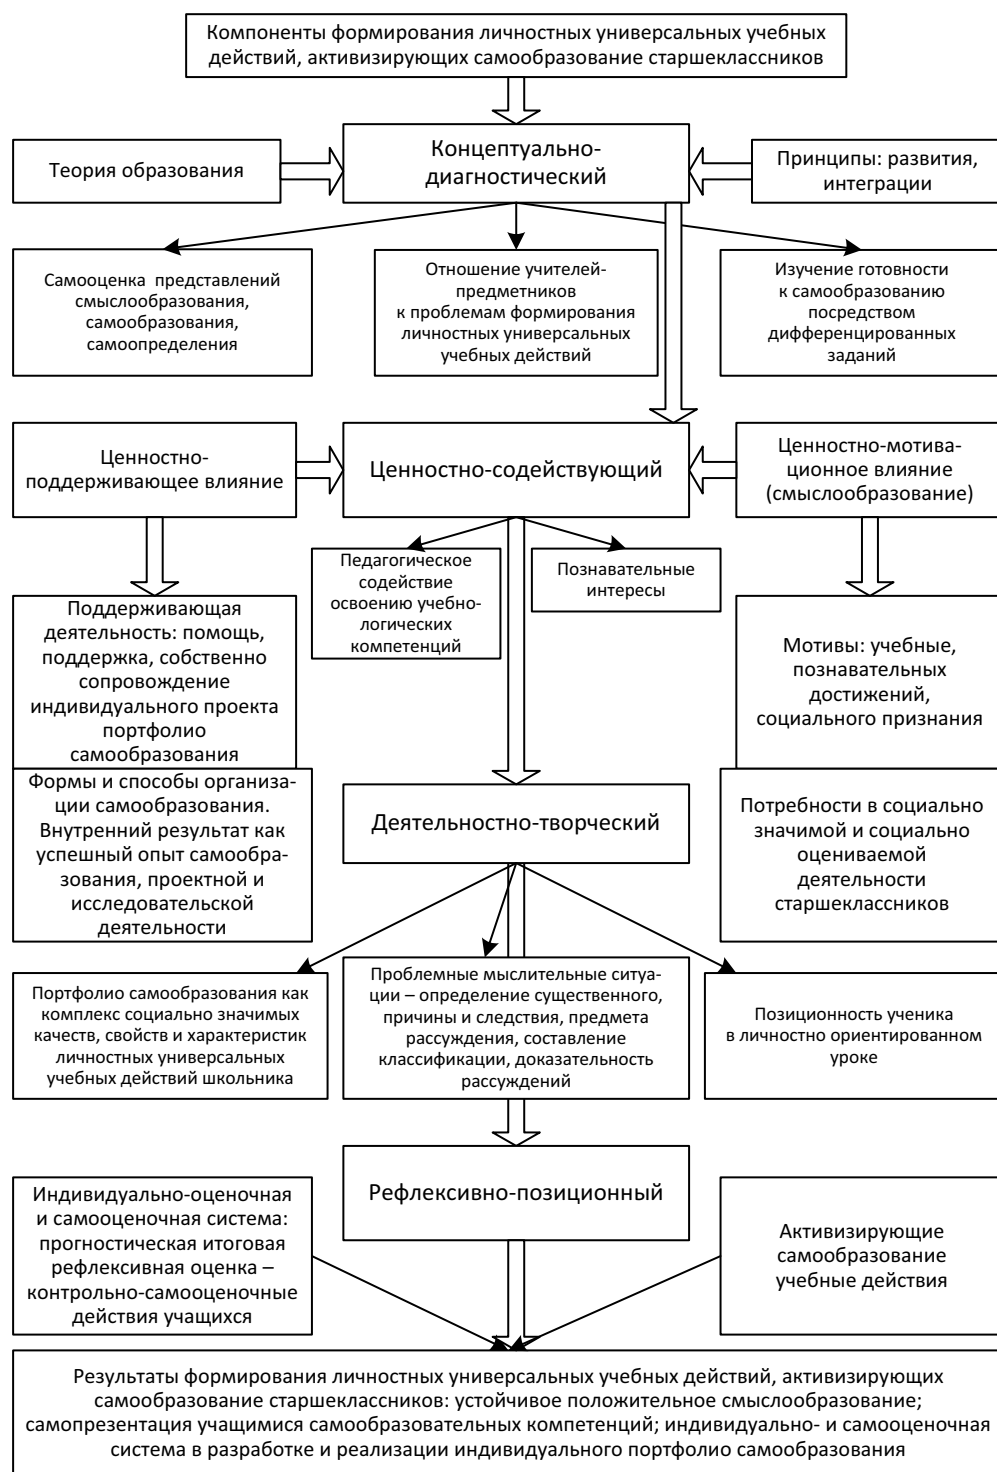 Компоненты формирования личностных универсальных учебных
действий, активизирующих самообразование старшеклассников
Теория образования
Концептуально-
диагностический
Принципы: развития,
интеграции
Самооценка представлений
смыслообразования,
самообразования,
самоопределения
Отношение учителей-
предметников
к проблемам формирования
личностных универсальных
учебных действий
Изучение готовности
к самообразованию
посредством
дифференцированных
заданий
Ценностно-
поддерживающее влияние
Ценностно-содействующий
Ценностно-мотива-
ционное влияние
(смыслообразование)
Педагогическое
содействие
освоению учебно-
логических
компетенций
Познавательные
интересы
Поддерживающая
деятельность: помощь,
поддержка, собственно
сопровождение
индивидуального проекта
портфолио
самообразования
Мотивы: учебные,
познавательных
достижений,
социального признания
Формы и способы организа-
ции самообразования.
Внутренний результат как
успешный опыт самообра-
зования, проектной и
исследовательской
деятельности
Деятельностно-творческий
Потребности в социально
значимой и социально
оцениваемой
деятельности
старшеклассников
Портфолио самообразования как
комплекс социально значимых
качеств, свойств и характеристик
личностных универсальных
учебных действий школьника
Проблемные мыслительные ситуа-
ции – определение существенного,
причины и следствия, предмета
рассуждения, составление
классификации, доказательность
рассуждений
Позиционность ученика
в личностно ориентированном
уроке
Индивидуально-оценочная
и самооценочная система:
прогностическая итоговая
рефлексивная оценка –
контрольно-самооценочные
действия учащихся
Рефлексивно-позиционный
Активизирующие
самообразование
учебные действия
Результаты формирования личностных универсальных учебных действий, активизирующих
самообразование старшеклассников: устойчивое положительное смыслообразование;
самопрезентация учащимися самообразовательных компетенций; индивидуально- и самооценочная
система в разработке и реализации индивидуального портфолио самообразования